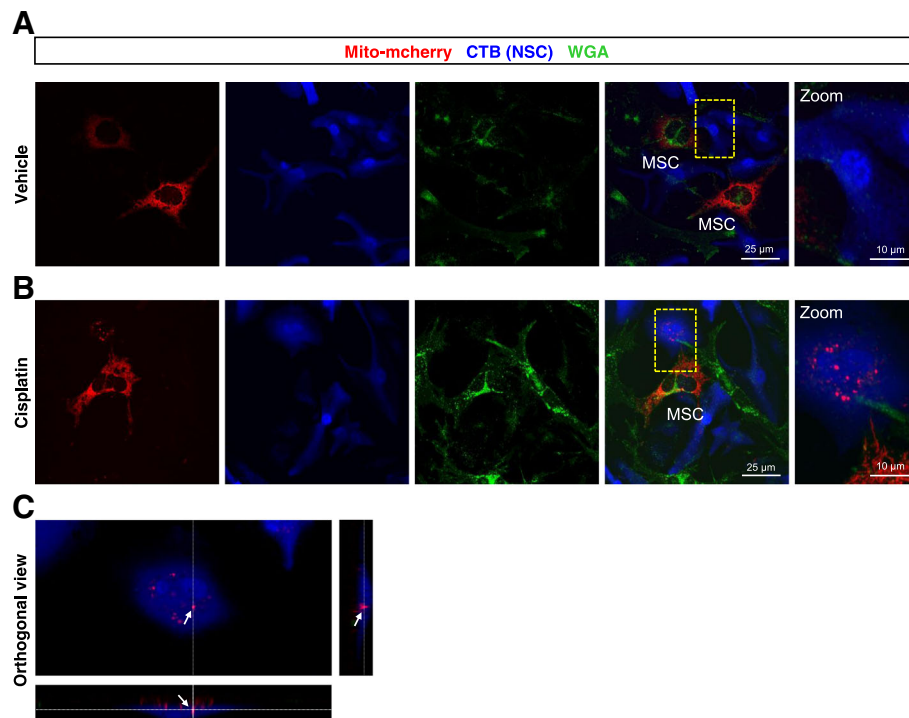 A
Mito-mcherry CTB (NSC) WGA
Vehicle
MSC
MSC
25 µm
Zoom
10 µm
B
Cisplatin
MSC
25 µm
Zoom
10 µm
C
Orthogonal view